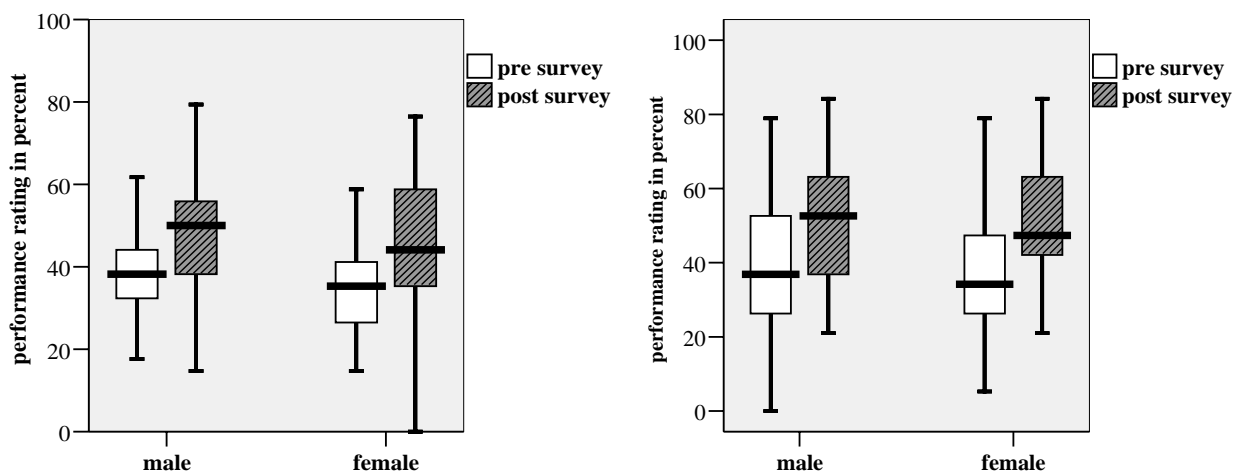 performance rating in percent
100
80
60
40
20
0
male
female
pre survey
post survey
performance rating in percent
100
80
60
40
20
0
male
female
pre survey
post survey